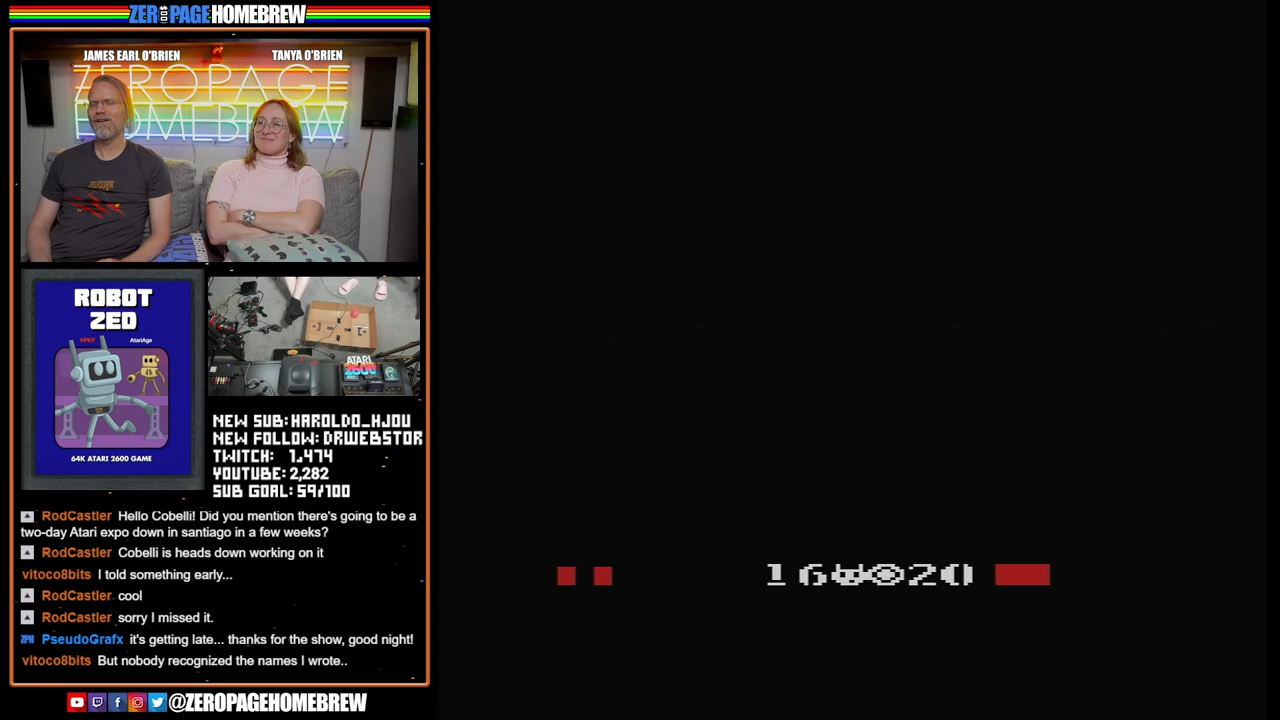 ZEROPAGE HOMEBREW
JAMES EARL O'BRIEN
TANYA O'BRIEN
ZEROPAGE
HOMEBREW
ROBOT
ZED
SPET
AtariAge
64K ATARI 2600 GAME
ATARI
2600
NEW SUB: HAROLDO_HJOU
NEW FOLLOW: DRWEBSTOR
TWITCH: 1,474
YOUTUBE: 2,282
SUB GOAL: 59/100
RodCastler Hello Cobelli! Did you mention there's going to be a
two-day Atari expo down in santiago in a few weeks?
RodCastler Cobelli is heads down working on it
vitoco8bits I told something early...
RodCastler cool
RodCastler sorry I missed it.
PseudoGrafx it's getting late... thanks for the show, good night!
vitoco8bits But nobody recognized the names I wrote..
@ZEROPAGEHOMEBREW